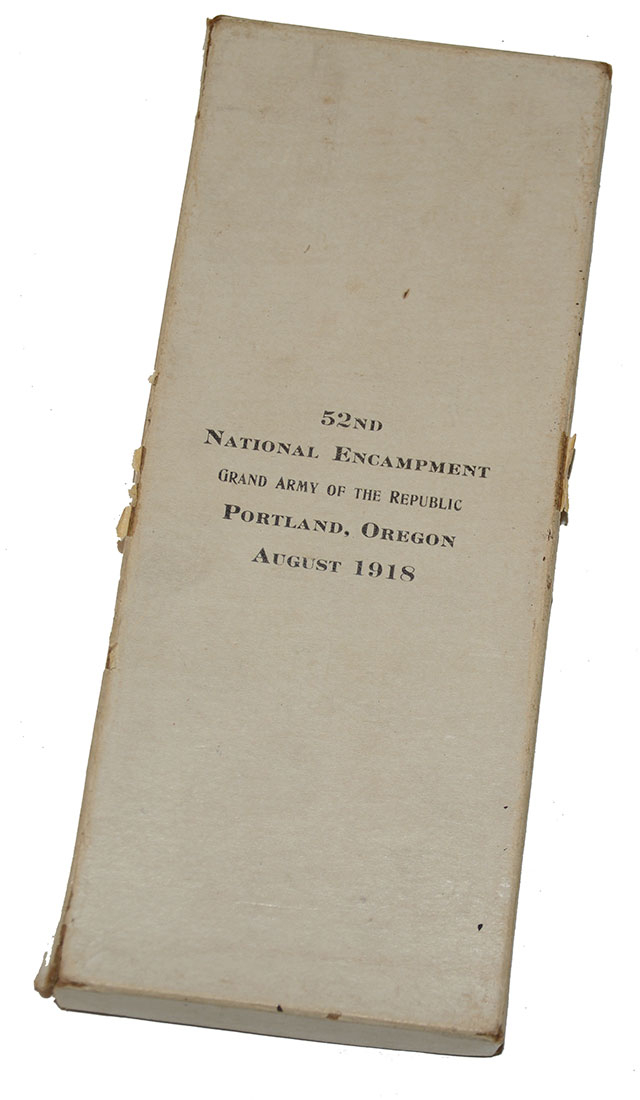 52ND
NATIONAL ENCAMPMENT
GRAND ARMY OF THE REPUBLIC
PORTLAND, OREGON
AUGUST 1918